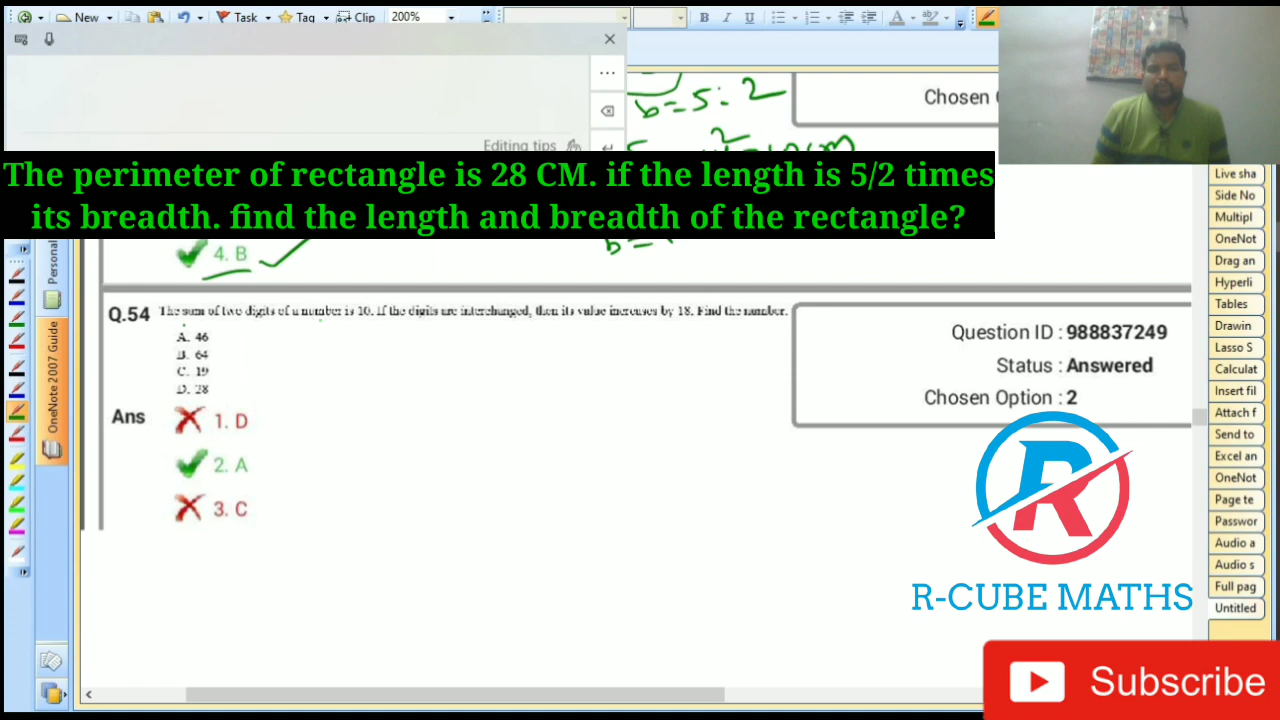 New
Task
Tag
Clip
200%
B I U
A
ab
Editing tips
b = 5 : 2
Chosen
The perimeter of rectangle is 28 CM. if the length is 5/2 times
its breadth. find the length and breadth of the rectangle?
4. B
b =
Personal
OneNote 2007 Guide
Q.54 The sum of two digits of a number is 10. If the digits are interchanged, then its value increases by 18. Find the number.
A. 46
B. 64
C. 19
D. 28
Ans
1. D
2. A
3. C
Question ID : 988837249
Status : Answered
Chosen Option : 2
Live sha
Side No
Multipl
OneNot
Drag an
Hyperli
Tables
Drawin
Lasso S
Calculat
Insert fil
Attach f
Send to
Excel an
OneNot
Page te
Passwor
Audio a
Audio s
Full pag
Untitled
R
R-CUBE MATHS
Subscribe